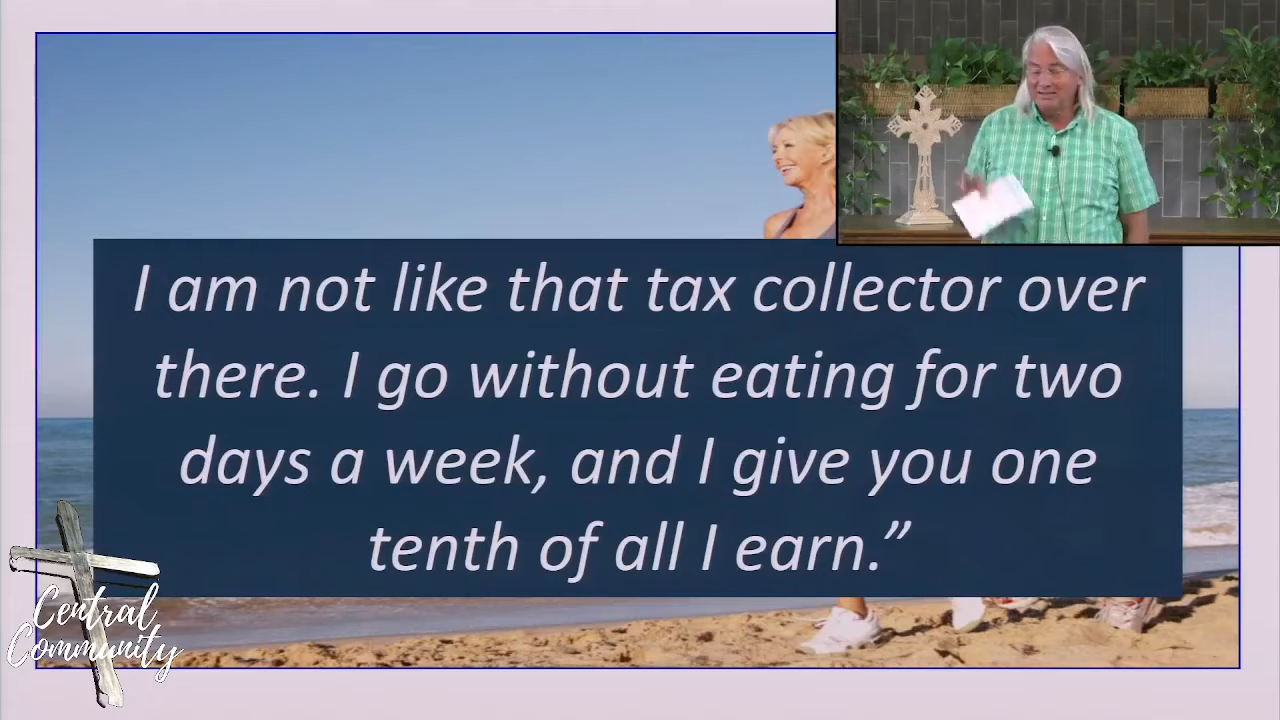 I am not like that tax collector over
there. I go without eating for two
days a week, and I give you one
tenth of all I earn.”
Central
Community